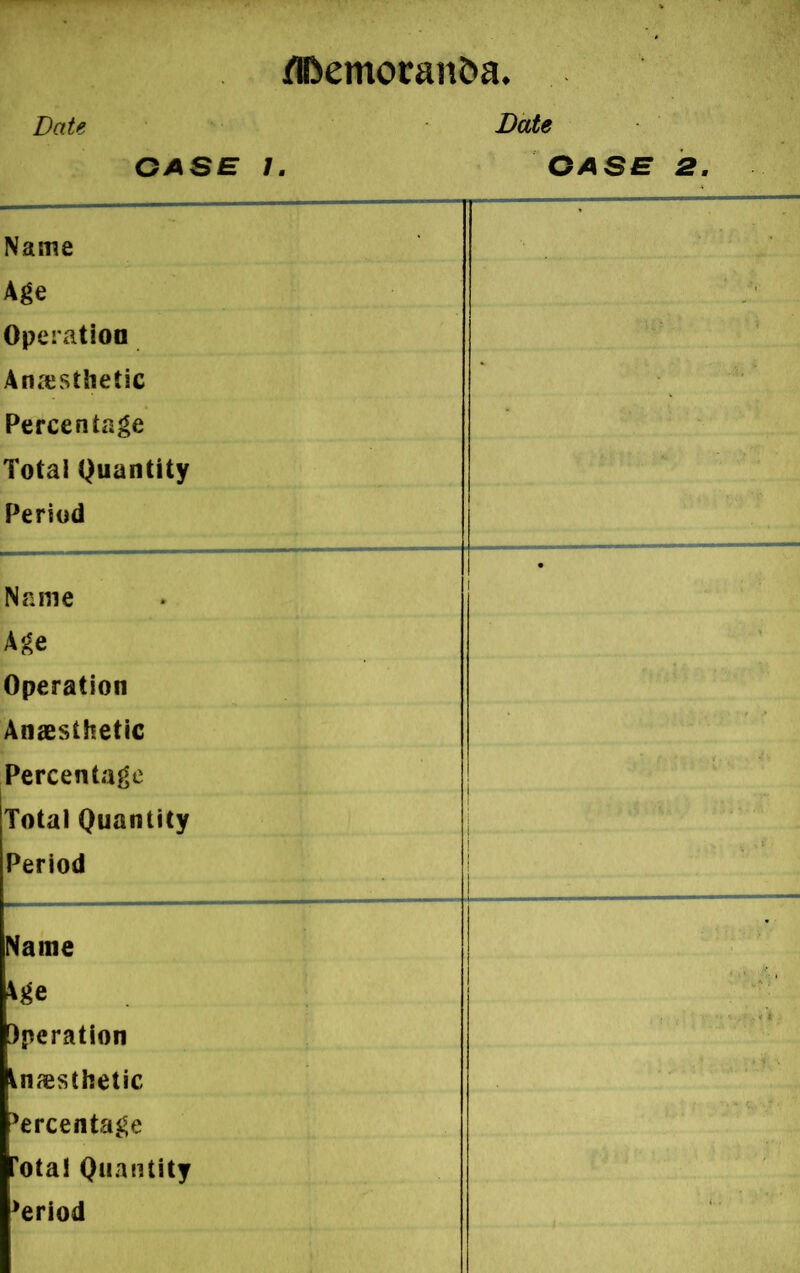 Memoranda.
Date Date
CASE 1. CASE 2.
Name
Age
Operation
Anæsthetic
Percentage
Total Quantity
Period
Name
Age
Operation
Anæsthetic
Percentage
Total Quantity
Period
Name
Age
Operation
Anæsthetic
Percentage
Total Quantity
Period